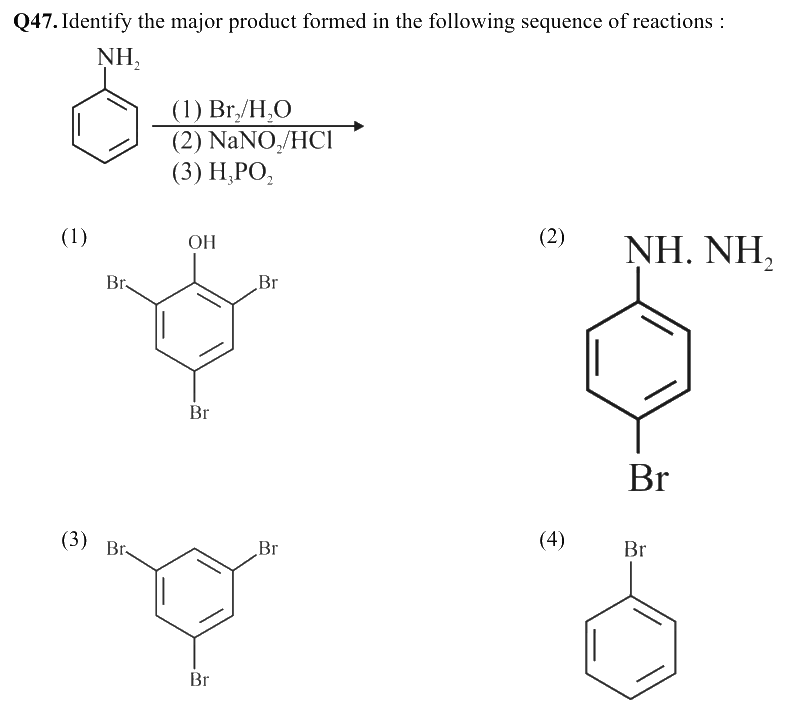 Q47. Identify the major product formed in the following sequence of reactions :
NH₂
(1) Br₂/H₂O
(2) NaNO₂/HCl
(3) H₃PO₂
(1)
OH
Br
Br
Br
(2)
NH. NH₂
Br
(3)
Br
Br
Br
(4)
Br